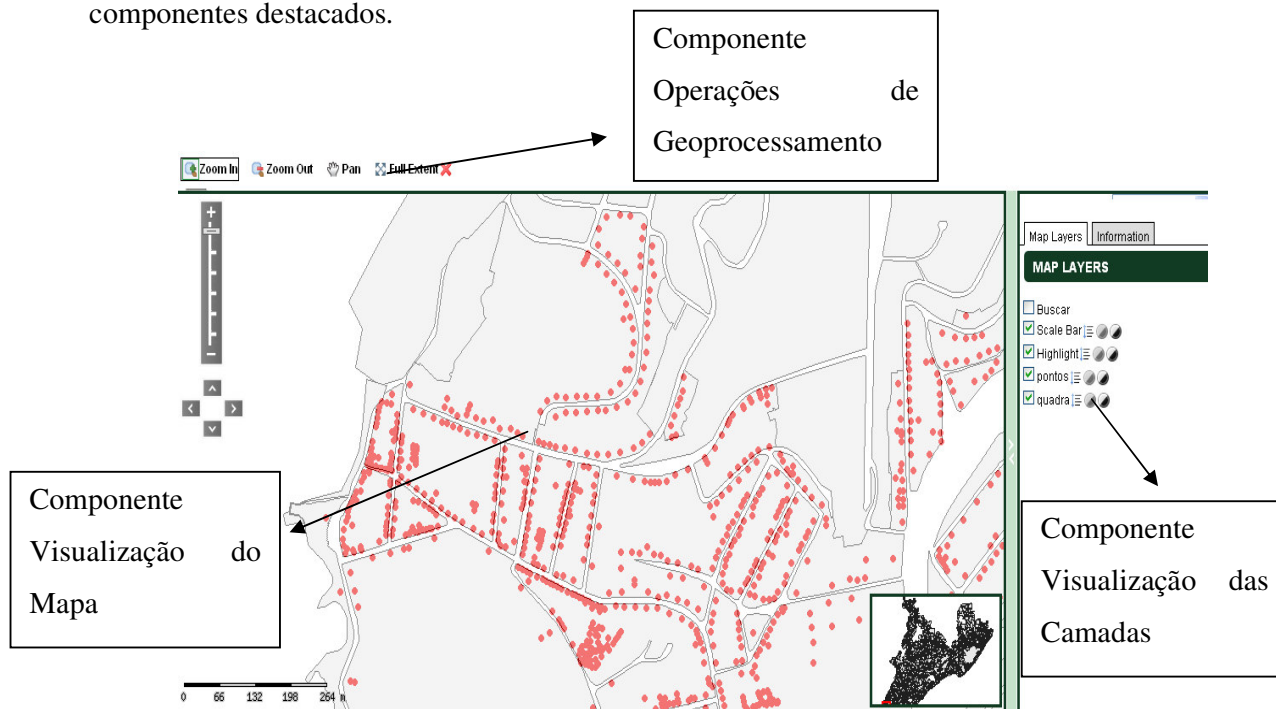 componentes destacados.
Componente
Operações de
Geoprocessamento
Zoom In Zoom Out Pan Full Extent
Map Layers Information
MAP LAYERS
Buscar
Scale Bar
Highlight
pontos
quadra
Componente
Visualização do
Mapa
Componente
Visualização das
Camadas
0 66 132 198 264 m